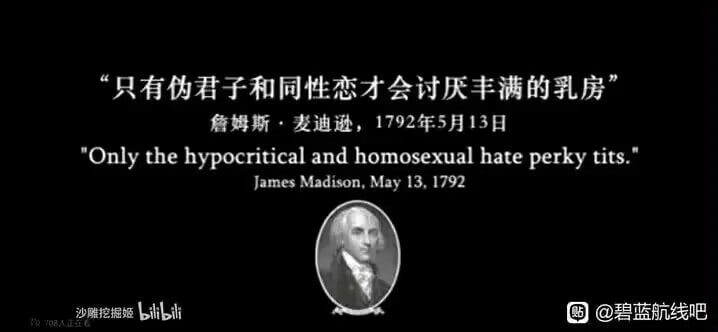 “只有伪君子和同性恋才会讨厌丰满的乳房”
詹姆斯·麦迪逊，1792年5月13日
"Only the hypocritical and homosexual hate perky tits."
James Madison, May 13, 1792
沙雕挖掘姬 bilibili
贴 @碧蓝航线吧